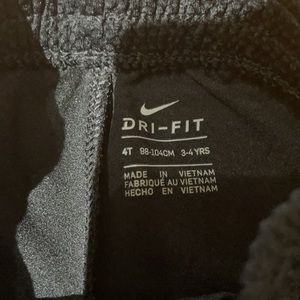 DRI-FIT
4T 98-104CM 3-4 YRS
MADE IN VIETNAM
FABRIQUÉ AU VIETNAM
HECHO EN VIETNAM